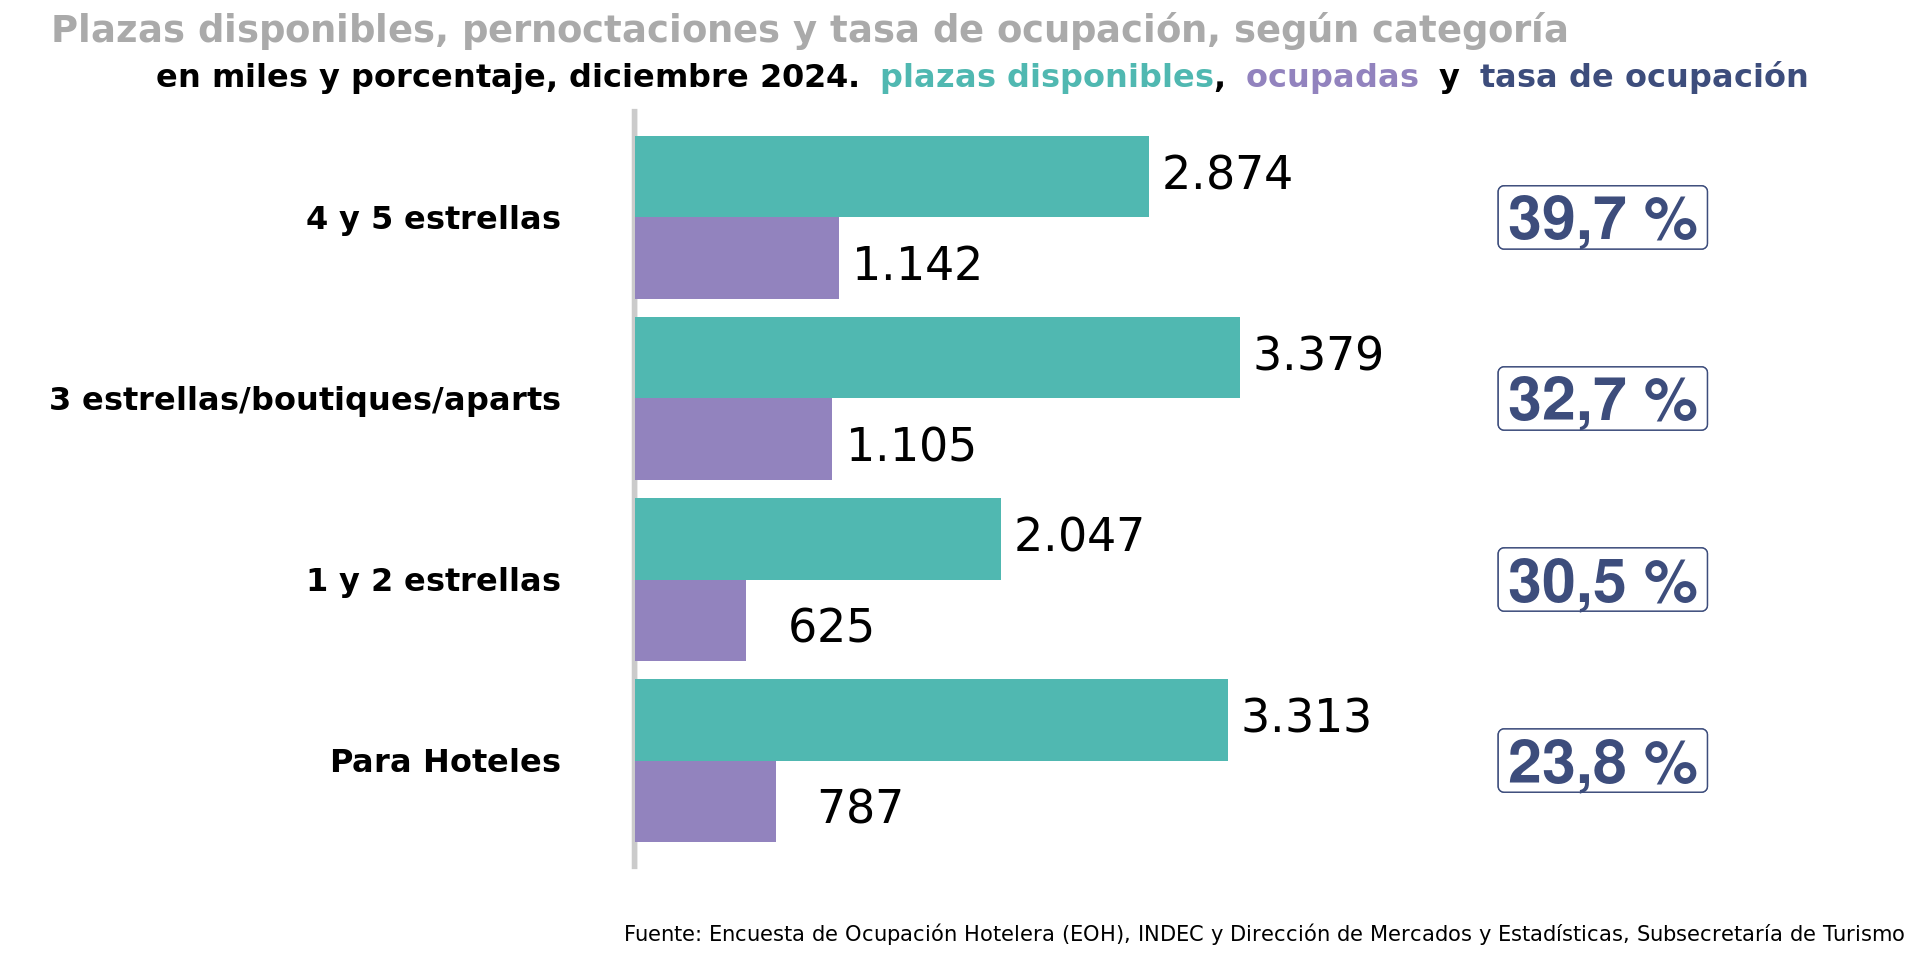 Plazas disponibles, pernoctaciones y tasa de ocupación, según categoría
en miles y porcentaje, diciembre 2024. plazas disponibles, ocupadas y tasa de ocupación
4 y 5 estrellas
2.874
1.142
39,7 %
3 estrellas/boutiques/aparts
3.379
1.105
32,7 %
1 y 2 estrellas
2.047
625
30,5 %
Para Hoteles
3.313
787
23,8 %
Fuente: Encuesta de Ocupación Hotelera (EOH), INDEC y Dirección de Mercados y Estadísticas, Subsecretaría de Turismo